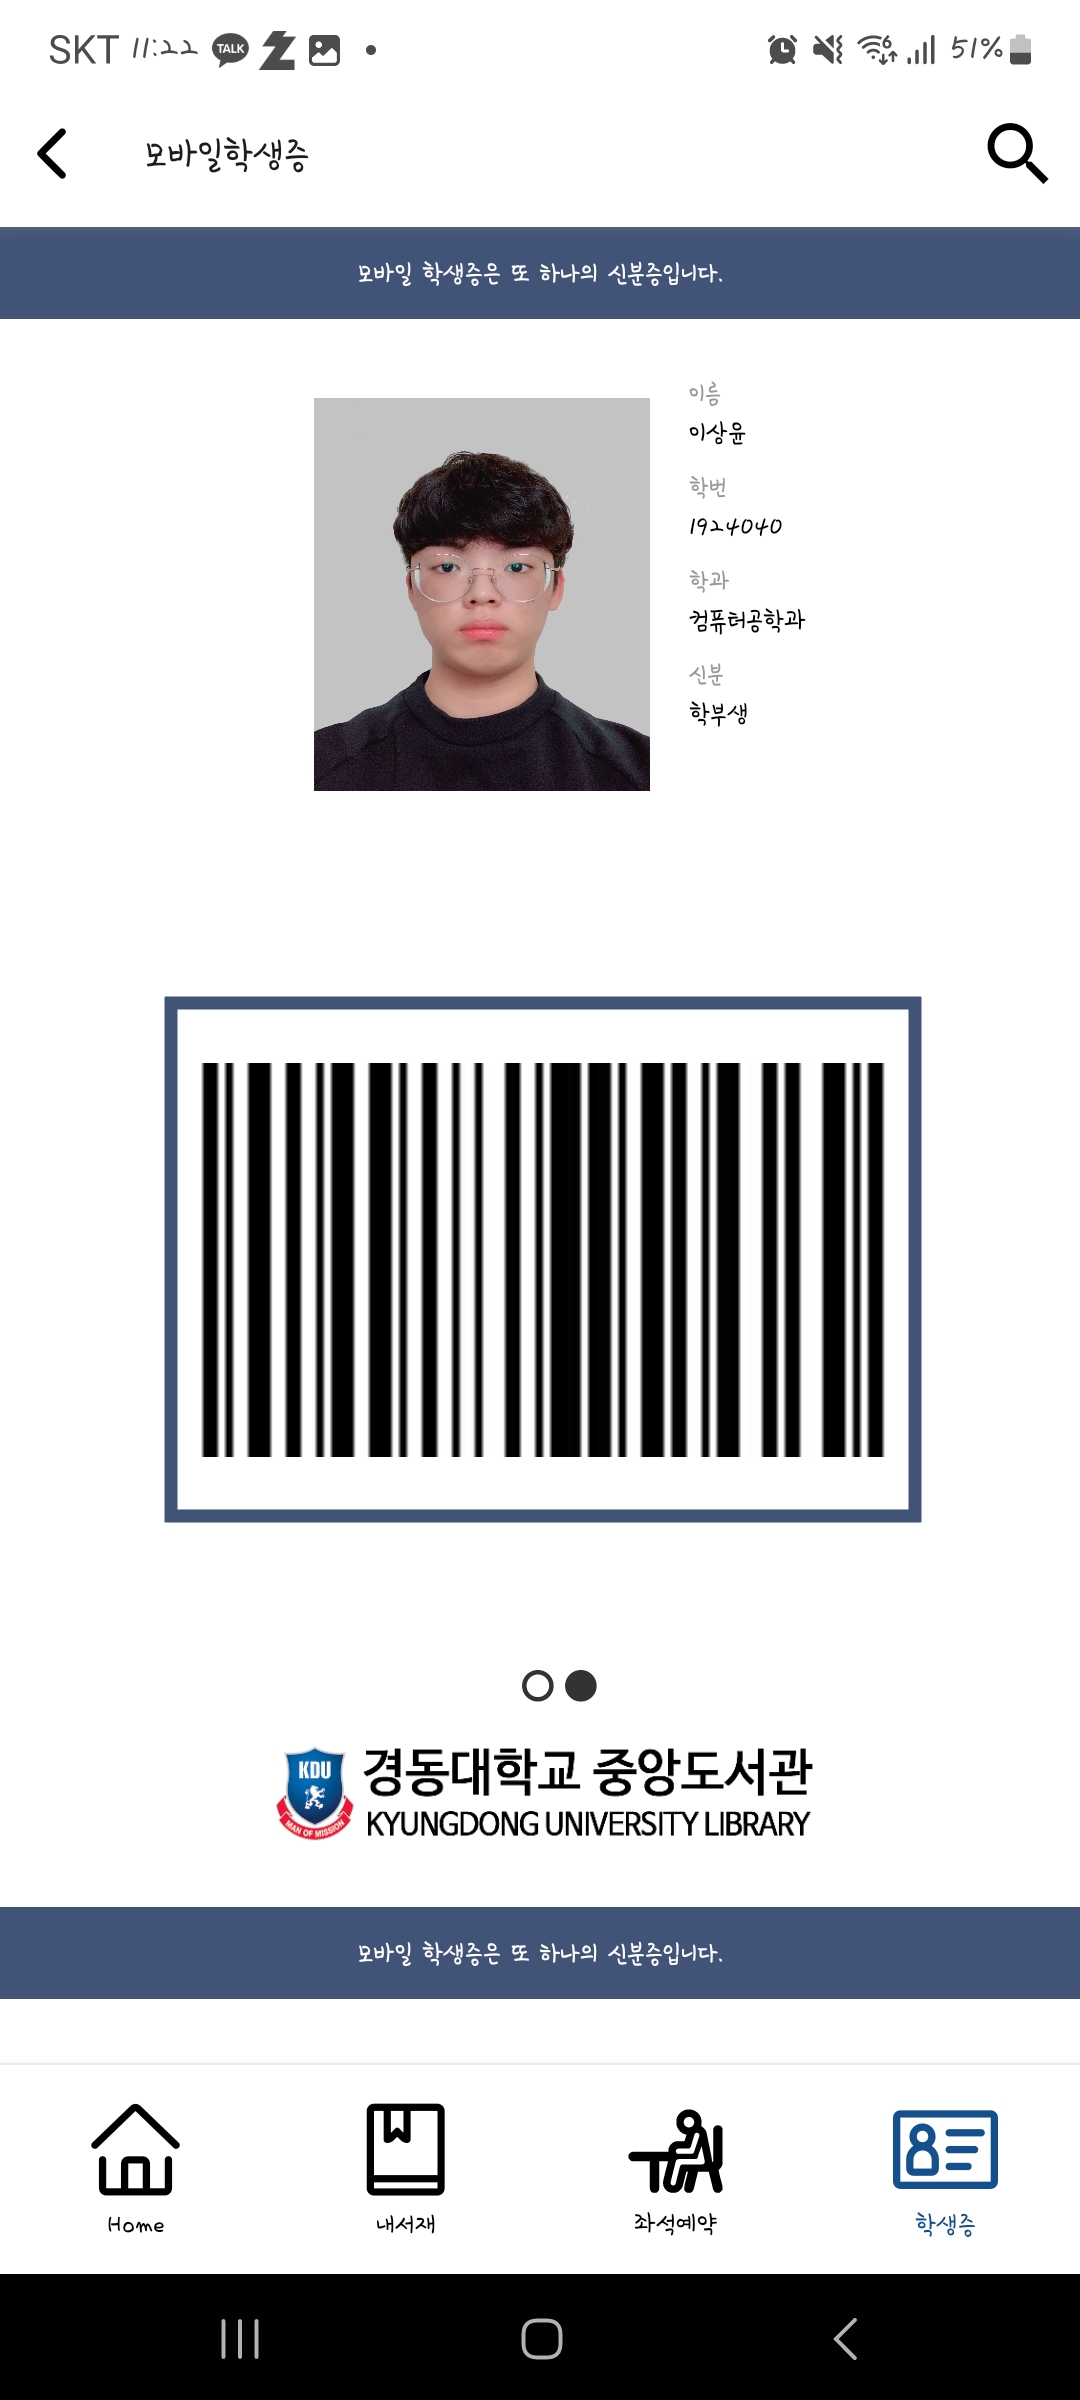 SKT 11:22 TALK 51%
모바일학생증
모바일 학생증은 또 하나의 신분증입니다.
이름
이상윤
학번
1924040
학과
컴퓨터공학과
신분
학부생
KDU
MAN OF MISSION
경동대학교 중앙도서관
KYUNGDONG UNIVERSITY LIBRARY
모바일 학생증은 또 하나의 신분증입니다.
Home 내서재 좌석예약 학생증